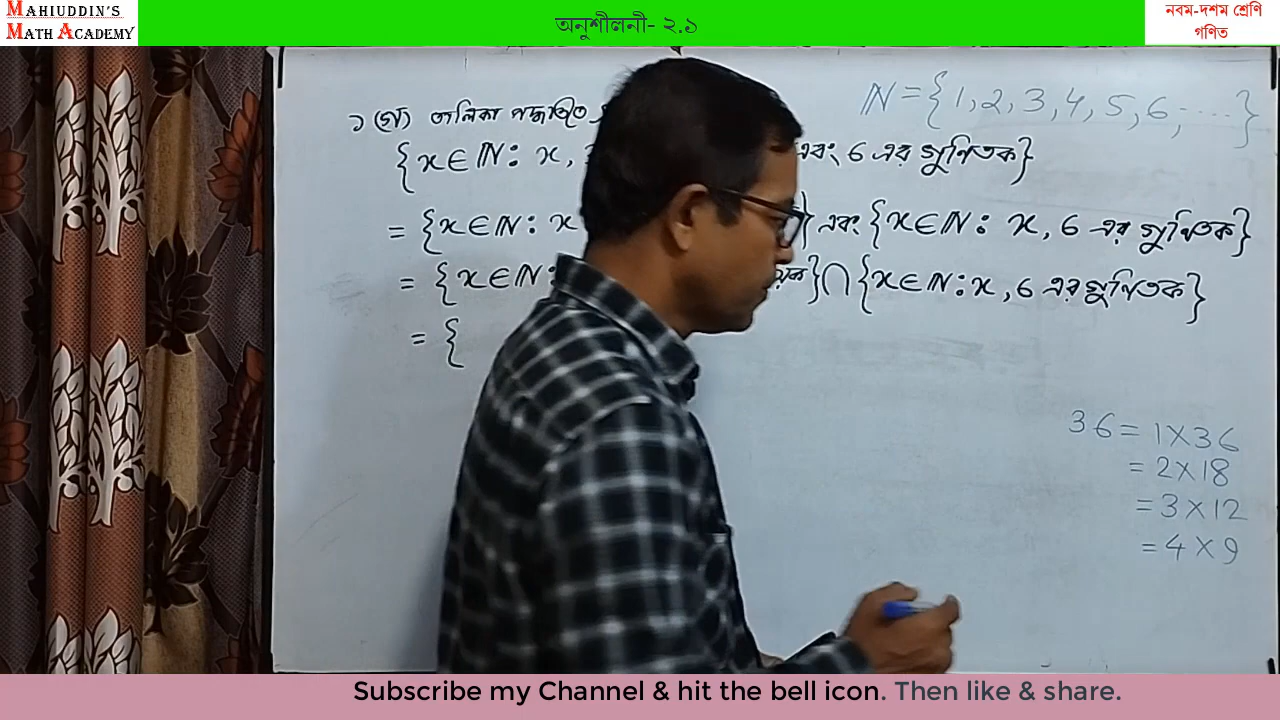 MAHIUDDIN'S
MATH ACADEMY
অনুশীলনী- ২.১
নবম-দশম শ্রেণি
গণিত
N = {1, 2, 3, 4, 5, 6, .... }
১ (গ) তালিকা পদ্ধতিতে
{x ∈ N : x, এবং 6 এর গুণিতক}
= {x ∈ N : x এবং {x ∈ N : x, 6 এর গুণিতক}
= {x ∈ N : } ∩ {x ∈ N : x, 6 এর গুণিতক}
= {
36 = 1 × 36
= 2 × 18
= 3 × 12
= 4 × 9
Subscribe my Channel & hit the bell icon. Then like & share.